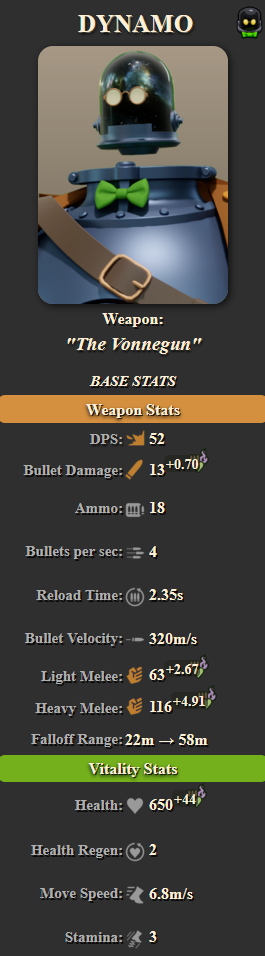 DYNAMO
Weapon:
"The Vonnegun"
BASE STATS
Weapon Stats
DPS: 52
Bullet Damage: 13+0.70
Ammo: 18
Bullets per sec: 4
Reload Time: 2.35s
Bullet Velocity: 320m/s
Light Melee: 63+2.67
Heavy Melee: 116+4.91
Falloff Range: 22m → 58m
Vitality Stats
Health: 650+44
Health Regen: 2
Move Speed: 6.8m/s
Stamina: 3